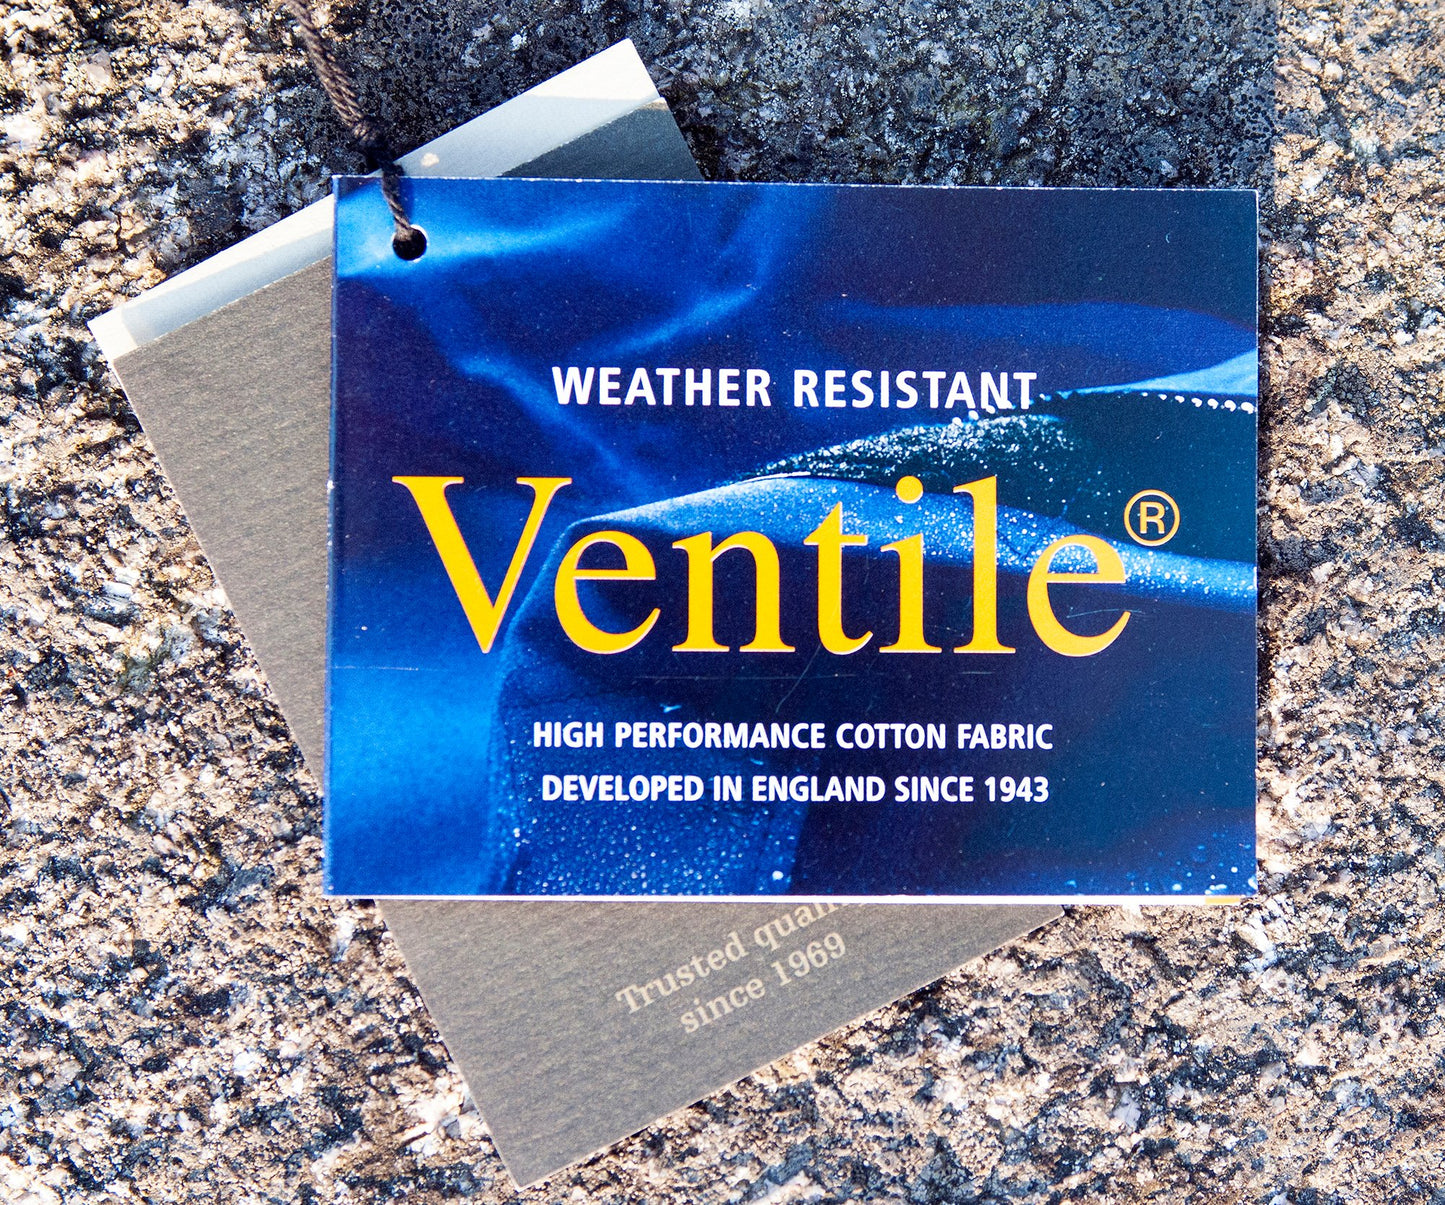 WEATHER RESISTANT
Ventile®
HIGH PERFORMANCE COTTON FABRIC
DEVELOPED IN ENGLAND SINCE 1943
Trusted
since 1969